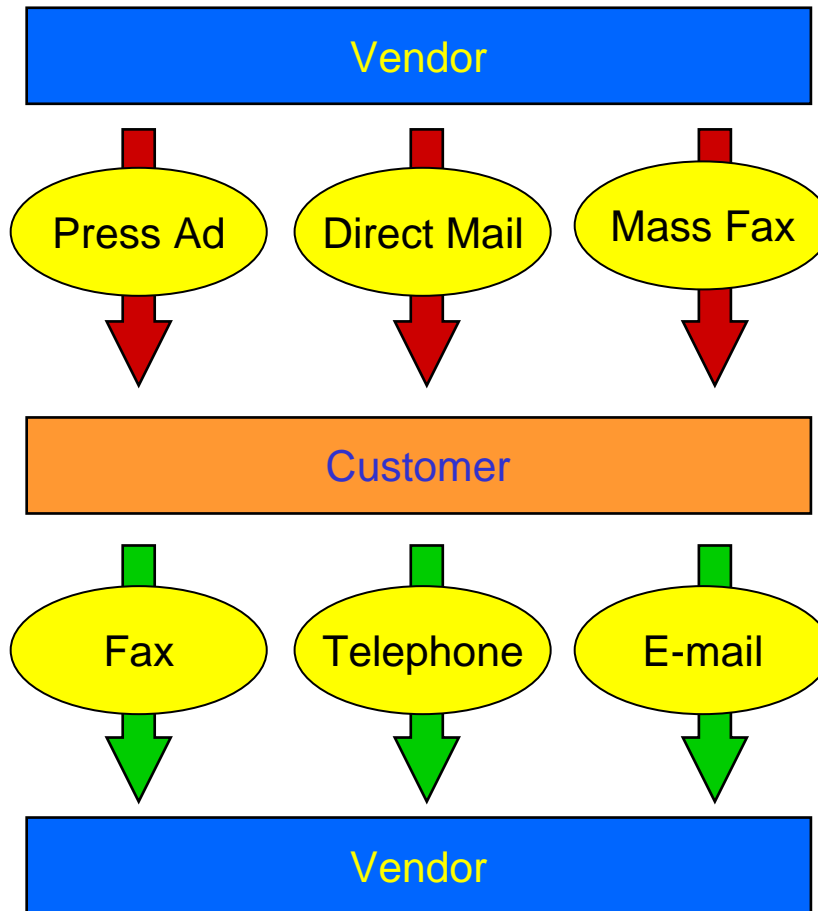 Vendor
Press Ad Direct Mail Mass Fax
Customer
Fax Telephone E-mail
Vendor